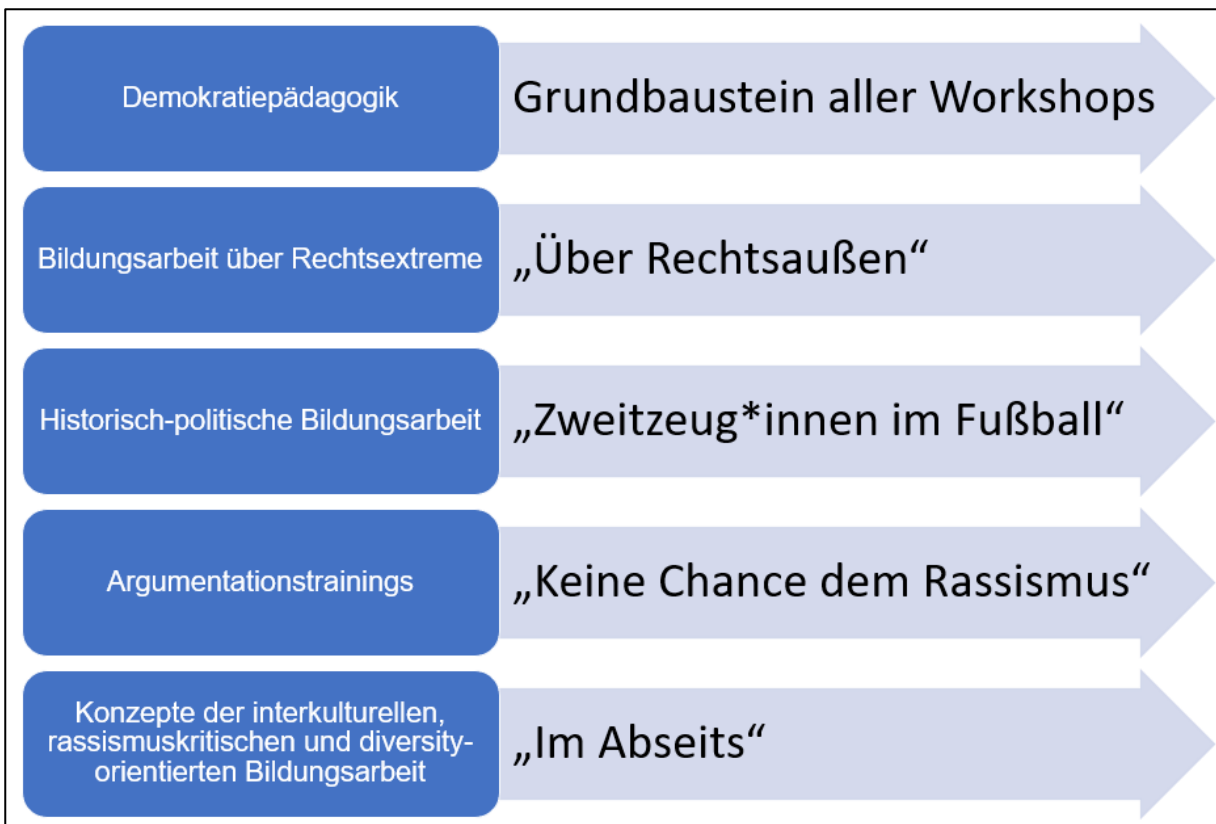 Demokratiepädagogik
Grundbaustein aller Workshops
Bildungsarbeit über Rechtsextreme
„Über Rechtsaußen“
Historisch-politische Bildungsarbeit
„Zweitzeug*innen im Fußball“
Argumentationstrainings
„Keine Chance dem Rassismus“
Konzepte der interkulturellen,
rassismuskritischen und diversity-
orientierten Bildungsarbeit
„Im Abseits“